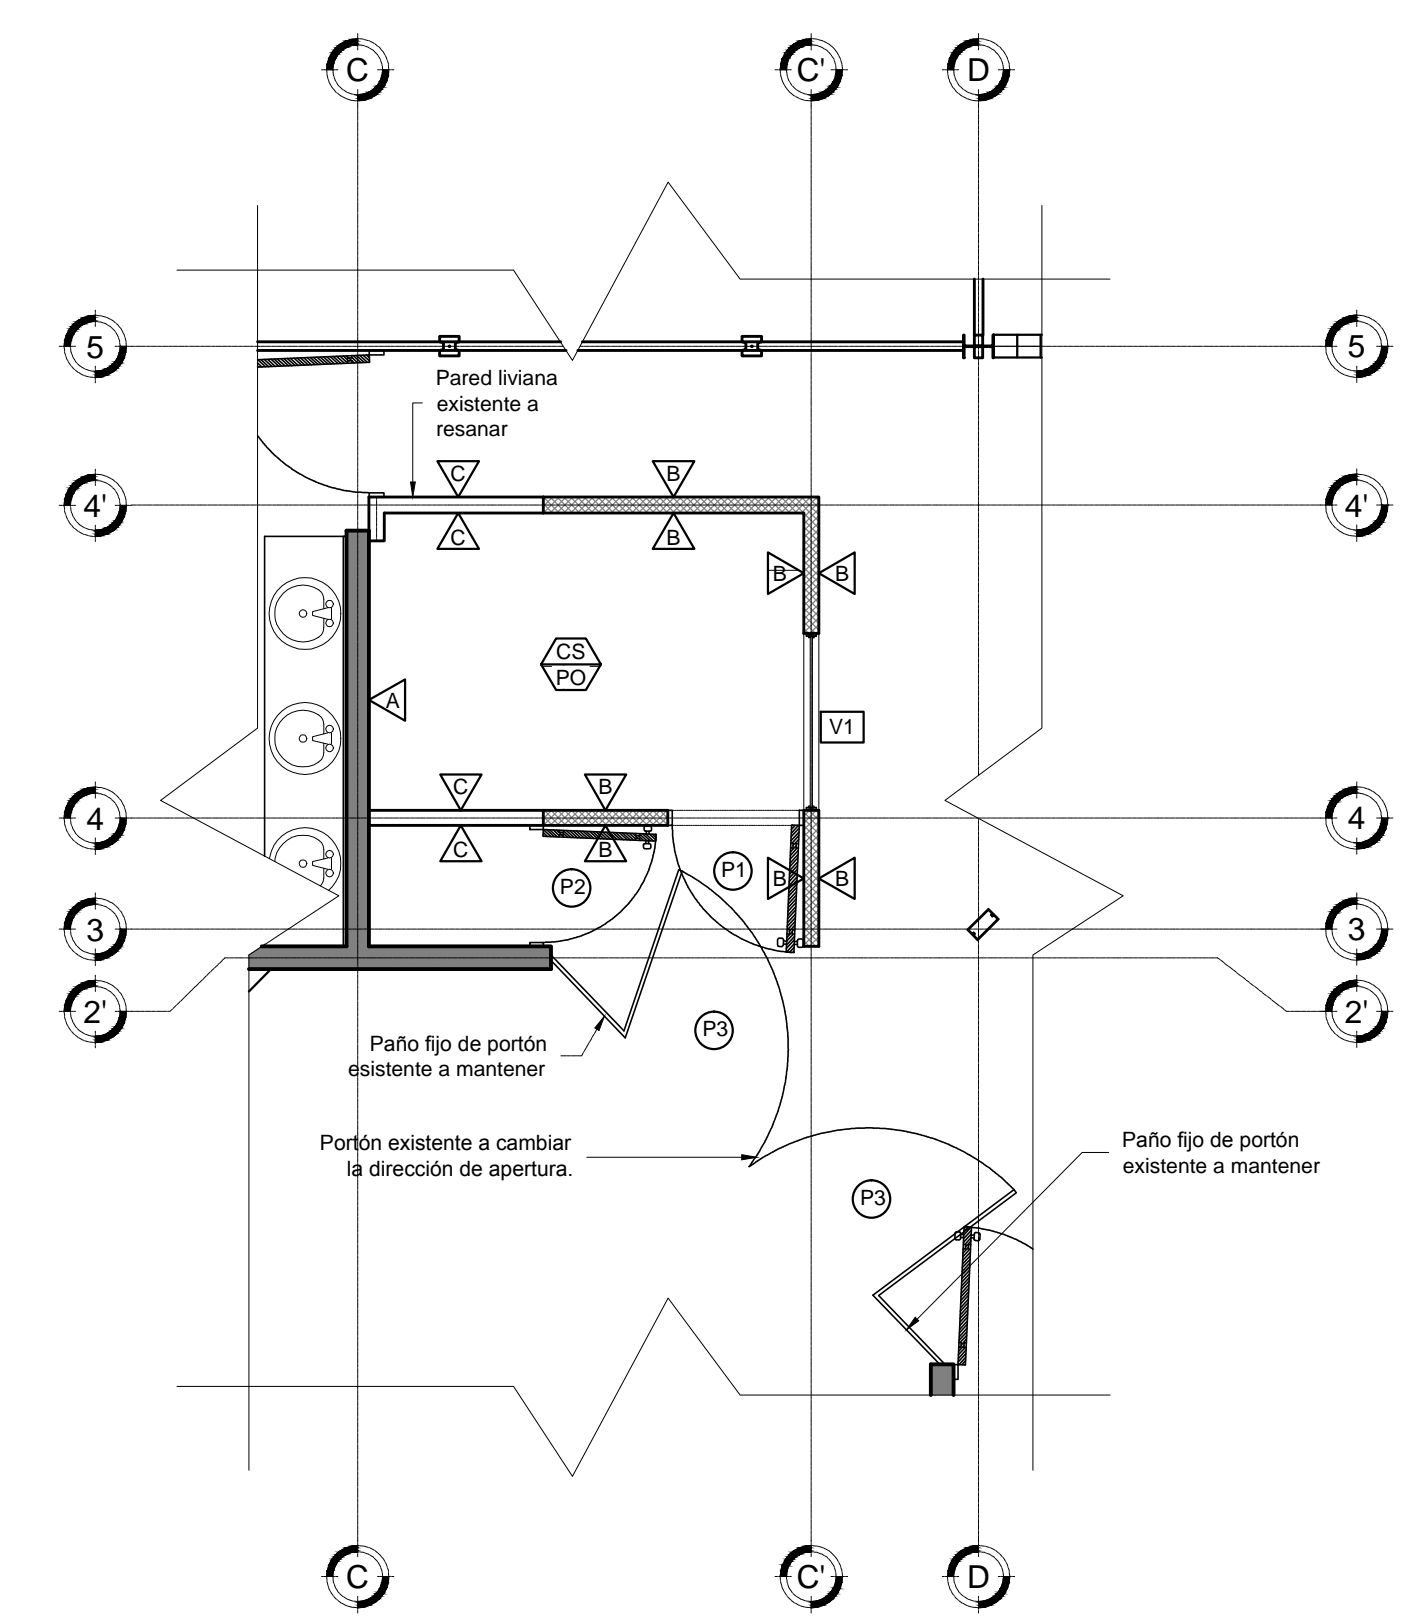 C
C'
D
5
5
Pared liviana
existente a
resanar
C
B
4'
4'
C
B
B
B
CS
PO
A
V1
C
B
4
4
C
B
P1
B
B
P2
3
3
2'
2'
P3
Paño fijo de portón
esistente a mantener
Portón existente a cambiar
la dirección de apertura.
Paño fijo de portón
existente a mantener
P3
C
C'
D